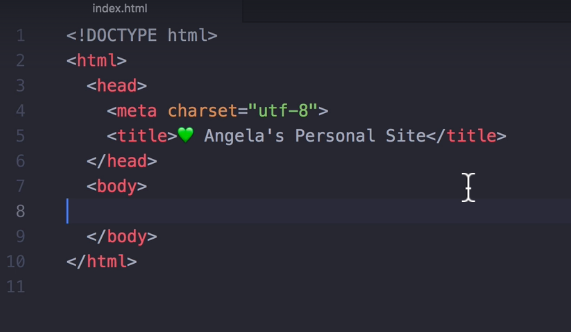 index.html
1 <!DOCTYPE html>
2 <html>
3 <head>
4 <meta charset="utf-8">
5 <title>💚 Angela's Personal Site</title>
6 </head>
7 <body>
8
9 </body>
10 </html>
11